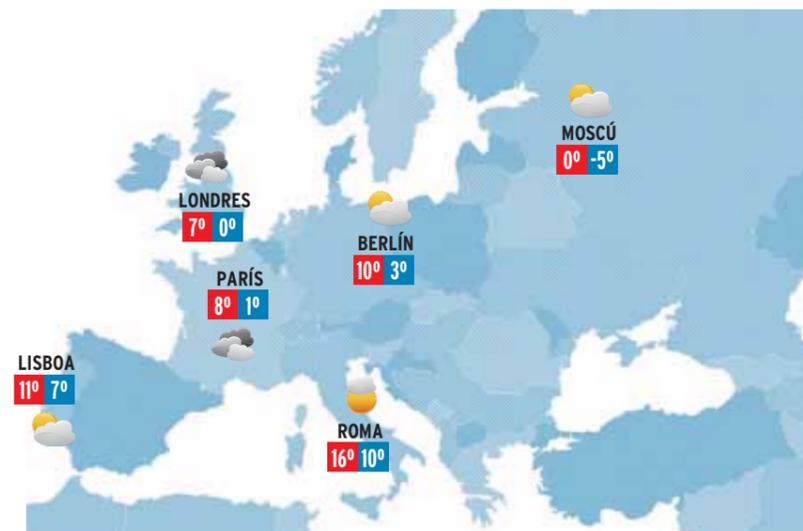 MOSCÚ
0º -5º
LONDRES
7º 0º
BERLÍN
10º 3º
PARÍS
8º 1º
LISBOA
11º 7º
ROMA
16º 10º